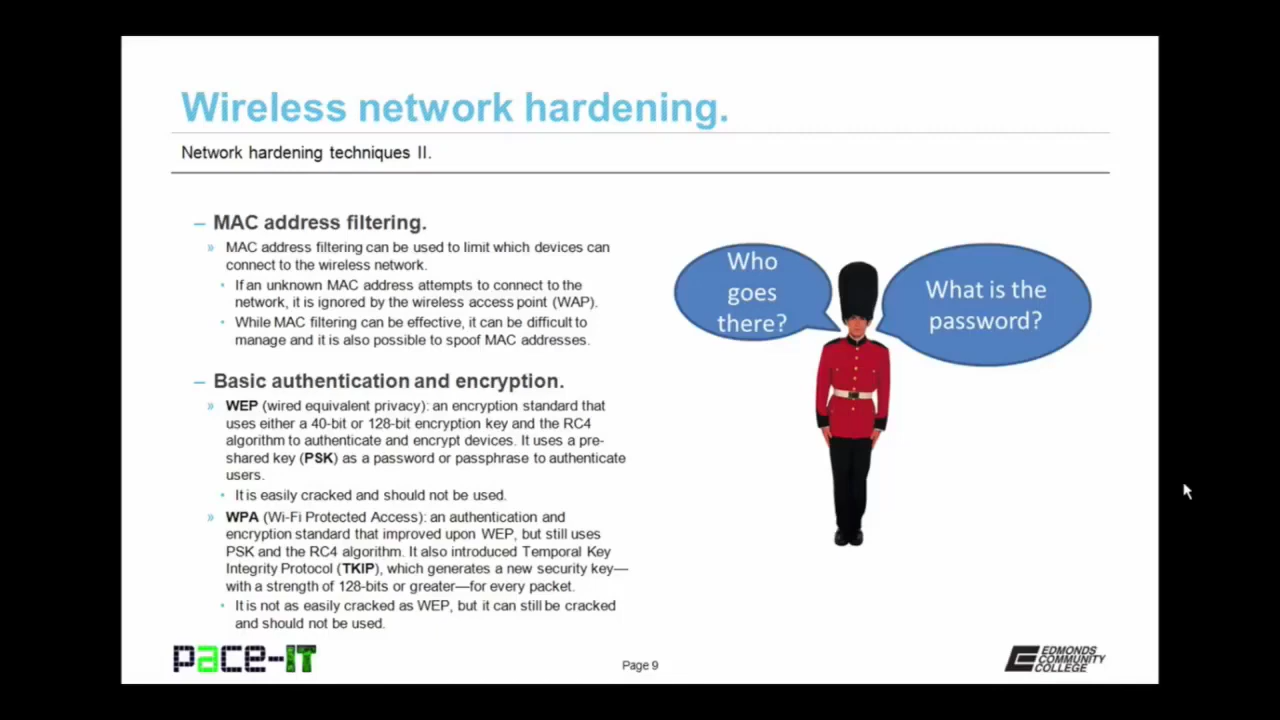 Wireless network hardening.
Network hardening techniques II.
– MAC address filtering.
» MAC address filtering can be used to limit which devices can
connect to the wireless network.
• If an unknown MAC address attempts to connect to the
network, it is ignored by the wireless access point (WAP).
• While MAC filtering can be effective, it can be difficult to
manage and it is also possible to spoof MAC addresses.
– Basic authentication and encryption.
» WEP (wired equivalent privacy): an encryption standard that
uses either a 40-bit or 128-bit encryption key and the RC4
algorithm to authenticate and encrypt devices. It uses a pre-
shared key (PSK) as a password or passphrase to authenticate
users.
• It is easily cracked and should not be used.
» WPA (Wi-Fi Protected Access): an authentication and
encryption standard that improved upon WEP, but still uses
PSK and the RC4 algorithm. It also introduced Temporal Key
Integrity Protocol (TKIP), which generates a new security key—
with a strength of 128-bits or greater—for every packet.
• It is not as easily cracked as WEP, but it can still be cracked
and should not be used.
Who
goes
there?
What is the
password?
PACE-IT
Page 9
EDMONDS
COMMUNITY
COLLEGE